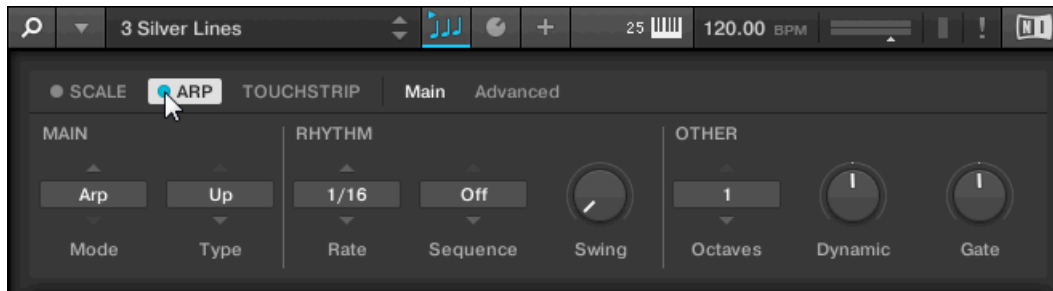 3 Silver Lines 25 120.00 BPM ! NI
SCALE ARP TOUCHSTRIP Main Advanced
MAIN RHYTHM OTHER
Arp Up 1/16 Off 1
Mode Type Rate Sequence Swing Octaves Dynamic Gate